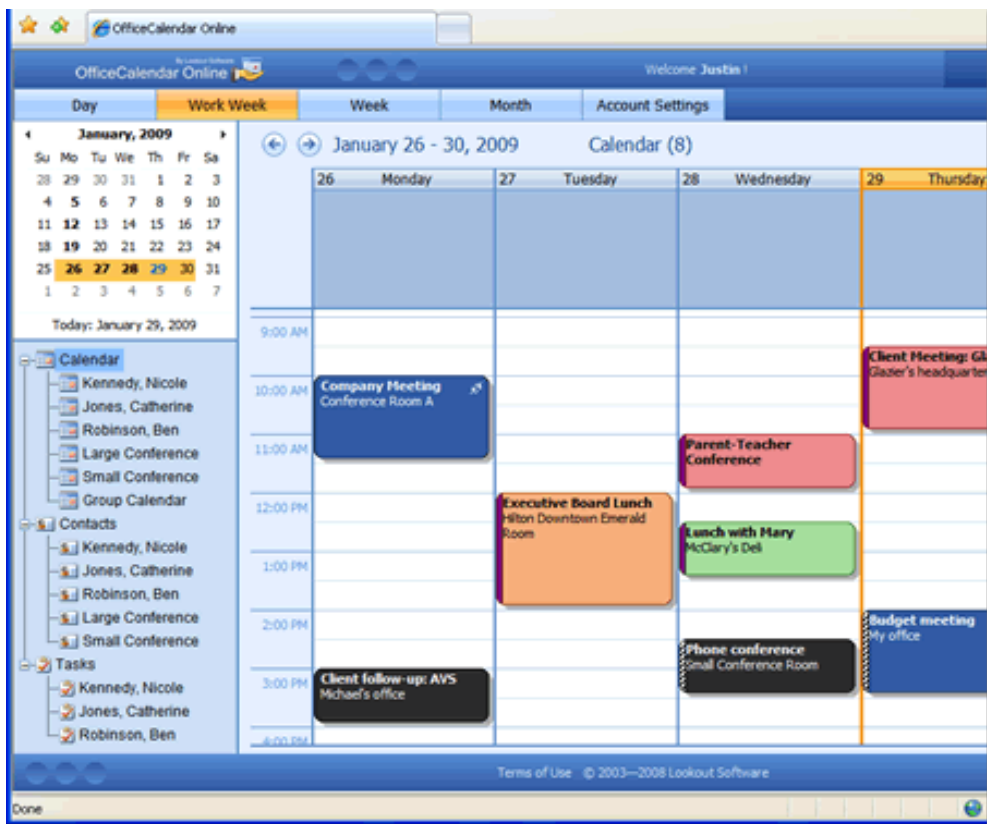 OfficeCalendar Online
By Lookout Software
OfficeCalendar Online
Welcome Justin !
Day Work Week Week Month Account Settings
January, 2009
Su Mo Tu We Th Fr Sa
28 29 30 31 1 2 3
4 5 6 7 8 9 10
11 12 13 14 15 16 17
18 19 20 21 22 23 24
25 26 27 28 29 30 31
1 2 3 4 5 6 7
Today: January 29, 2009
Calendar
Kennedy, Nicole
Jones, Catherine
Robinson, Ben
Large Conference
Small Conference
Group Calendar
Contacts
Kennedy, Nicole
Jones, Catherine
Robinson, Ben
Large Conference
Small Conference
Tasks
Kennedy, Nicole
Jones, Catherine
Robinson, Ben
January 26 - 30, 2009 Calendar (8)
26 Monday 27 Tuesday 28 Wednesday 29 Thursday
9:00 AM
10:00 AM
11:00 AM
12:00 PM
1:00 PM
2:00 PM
3:00 PM
4:00 PM
Company Meeting
Conference Room A
Client follow-up: AVS
Michael's office
Executive Board Lunch
Hilton Downtown Emerald
Room
Parent-Teacher
Conference
Lunch with Mary
McClary's Deli
Phone conference
Small Conference Room
Client Meeting: Gla
Glazier's headquarter
Budget meeting
My office
Terms of Use © 2003—2008 Lookout Software
Done